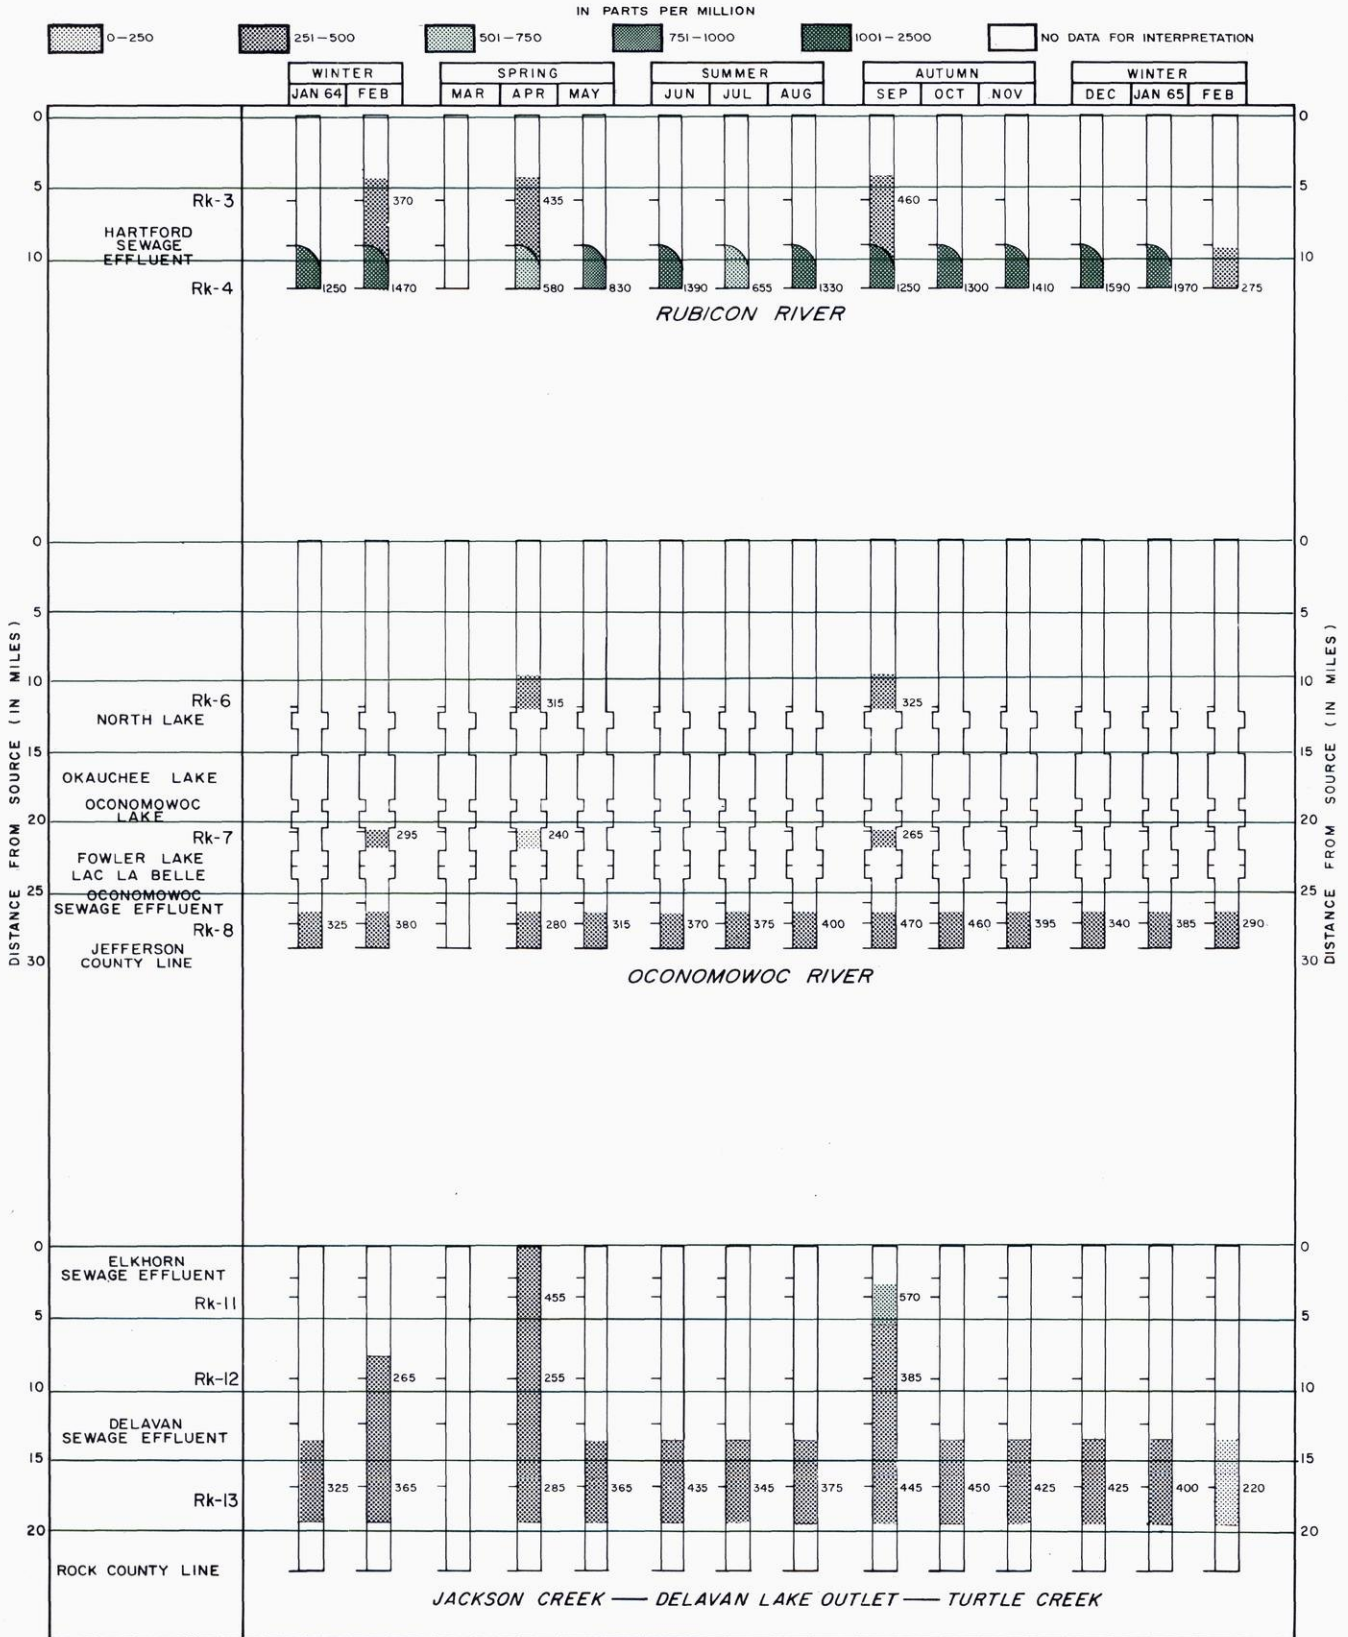 IN PARTS PER MILLION
0-250 251-500 501-750 751-1000 1001-2500 NO DATA FOR INTERPRETATION
WINTER SPRING SUMMER AUTUMN WINTER
JAN 64 FEB MAR APR MAY JUN JUL AUG SEP OCT NOV DEC JAN 65 FEB
0 0
5 5
Rk-3 370 435 460
HARTFORD
SEWAGE
EFFLUENT
10 10
Rk-4 1250 1470 580 830 1390 655 1330 1250 1300 1410 1590 1970 275
RUBICON RIVER
DISTANCE FROM SOURCE (IN MILES)
DISTANCE FROM SOURCE (IN MILES)
0 0
5 5
10 10
Rk-6 315 325
NORTH LAKE
15 15
OKAUCHEE LAKE
OCONOMOWOC
LAKE
20 20
Rk-7 295 240 265
FOWLER LAKE
LAC LA BELLE
25 25
OCONOMOWOC
SEWAGE EFFLUENT
Rk-8 325 380 280 315 370 375 400 470 460 395 340 385 290
JEFFERSON
COUNTY LINE
30 30
OCONOMOWOC RIVER
0 0
ELKHORN
SEWAGE EFFLUENT
Rk-11 455 570
5 5
Rk-12 265 255 385
10 10
DELAVAN
SEWAGE EFFLUENT
15 15
Rk-13 325 365 285 365 435 345 375 445 450 425 425 400 220
20 20
ROCK COUNTY LINE
JACKSON CREEK — DELAVAN LAKE OUTLET — TURTLE CREEK